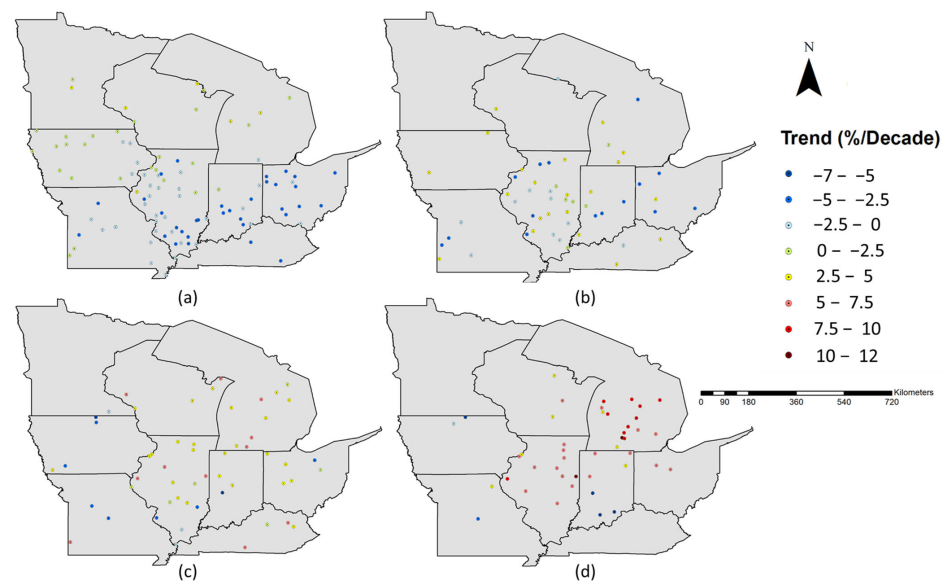 N
Trend (%/Decade)
−7 − −5
−5 − −2.5
−2.5 − 0
0 − −2.5
2.5 − 5
5 − 7.5
7.5 − 10
10 − 12
(a)
(b)
Kilometers
0 90 180 360 540 720
(c)
(d)